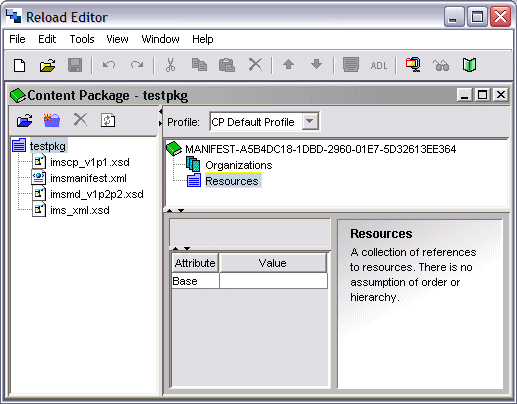 Reload Editor
File Edit Tools View Window Help
ADL
Content Package - testpkg
Profile: CP Default Profile
testpkg
imscp_v1p1.xsd
imsmanifest.xml
imsmd_v1p2p2.xsd
ims_xml.xsd
MANIFEST-A5B4DC18-1DBD-2960-01E7-5D32613EE364
Organizations
Resources
Attribute Value
Base
Resources
A collection of references
to resources. There is no
assumption of order or
hierarchy.